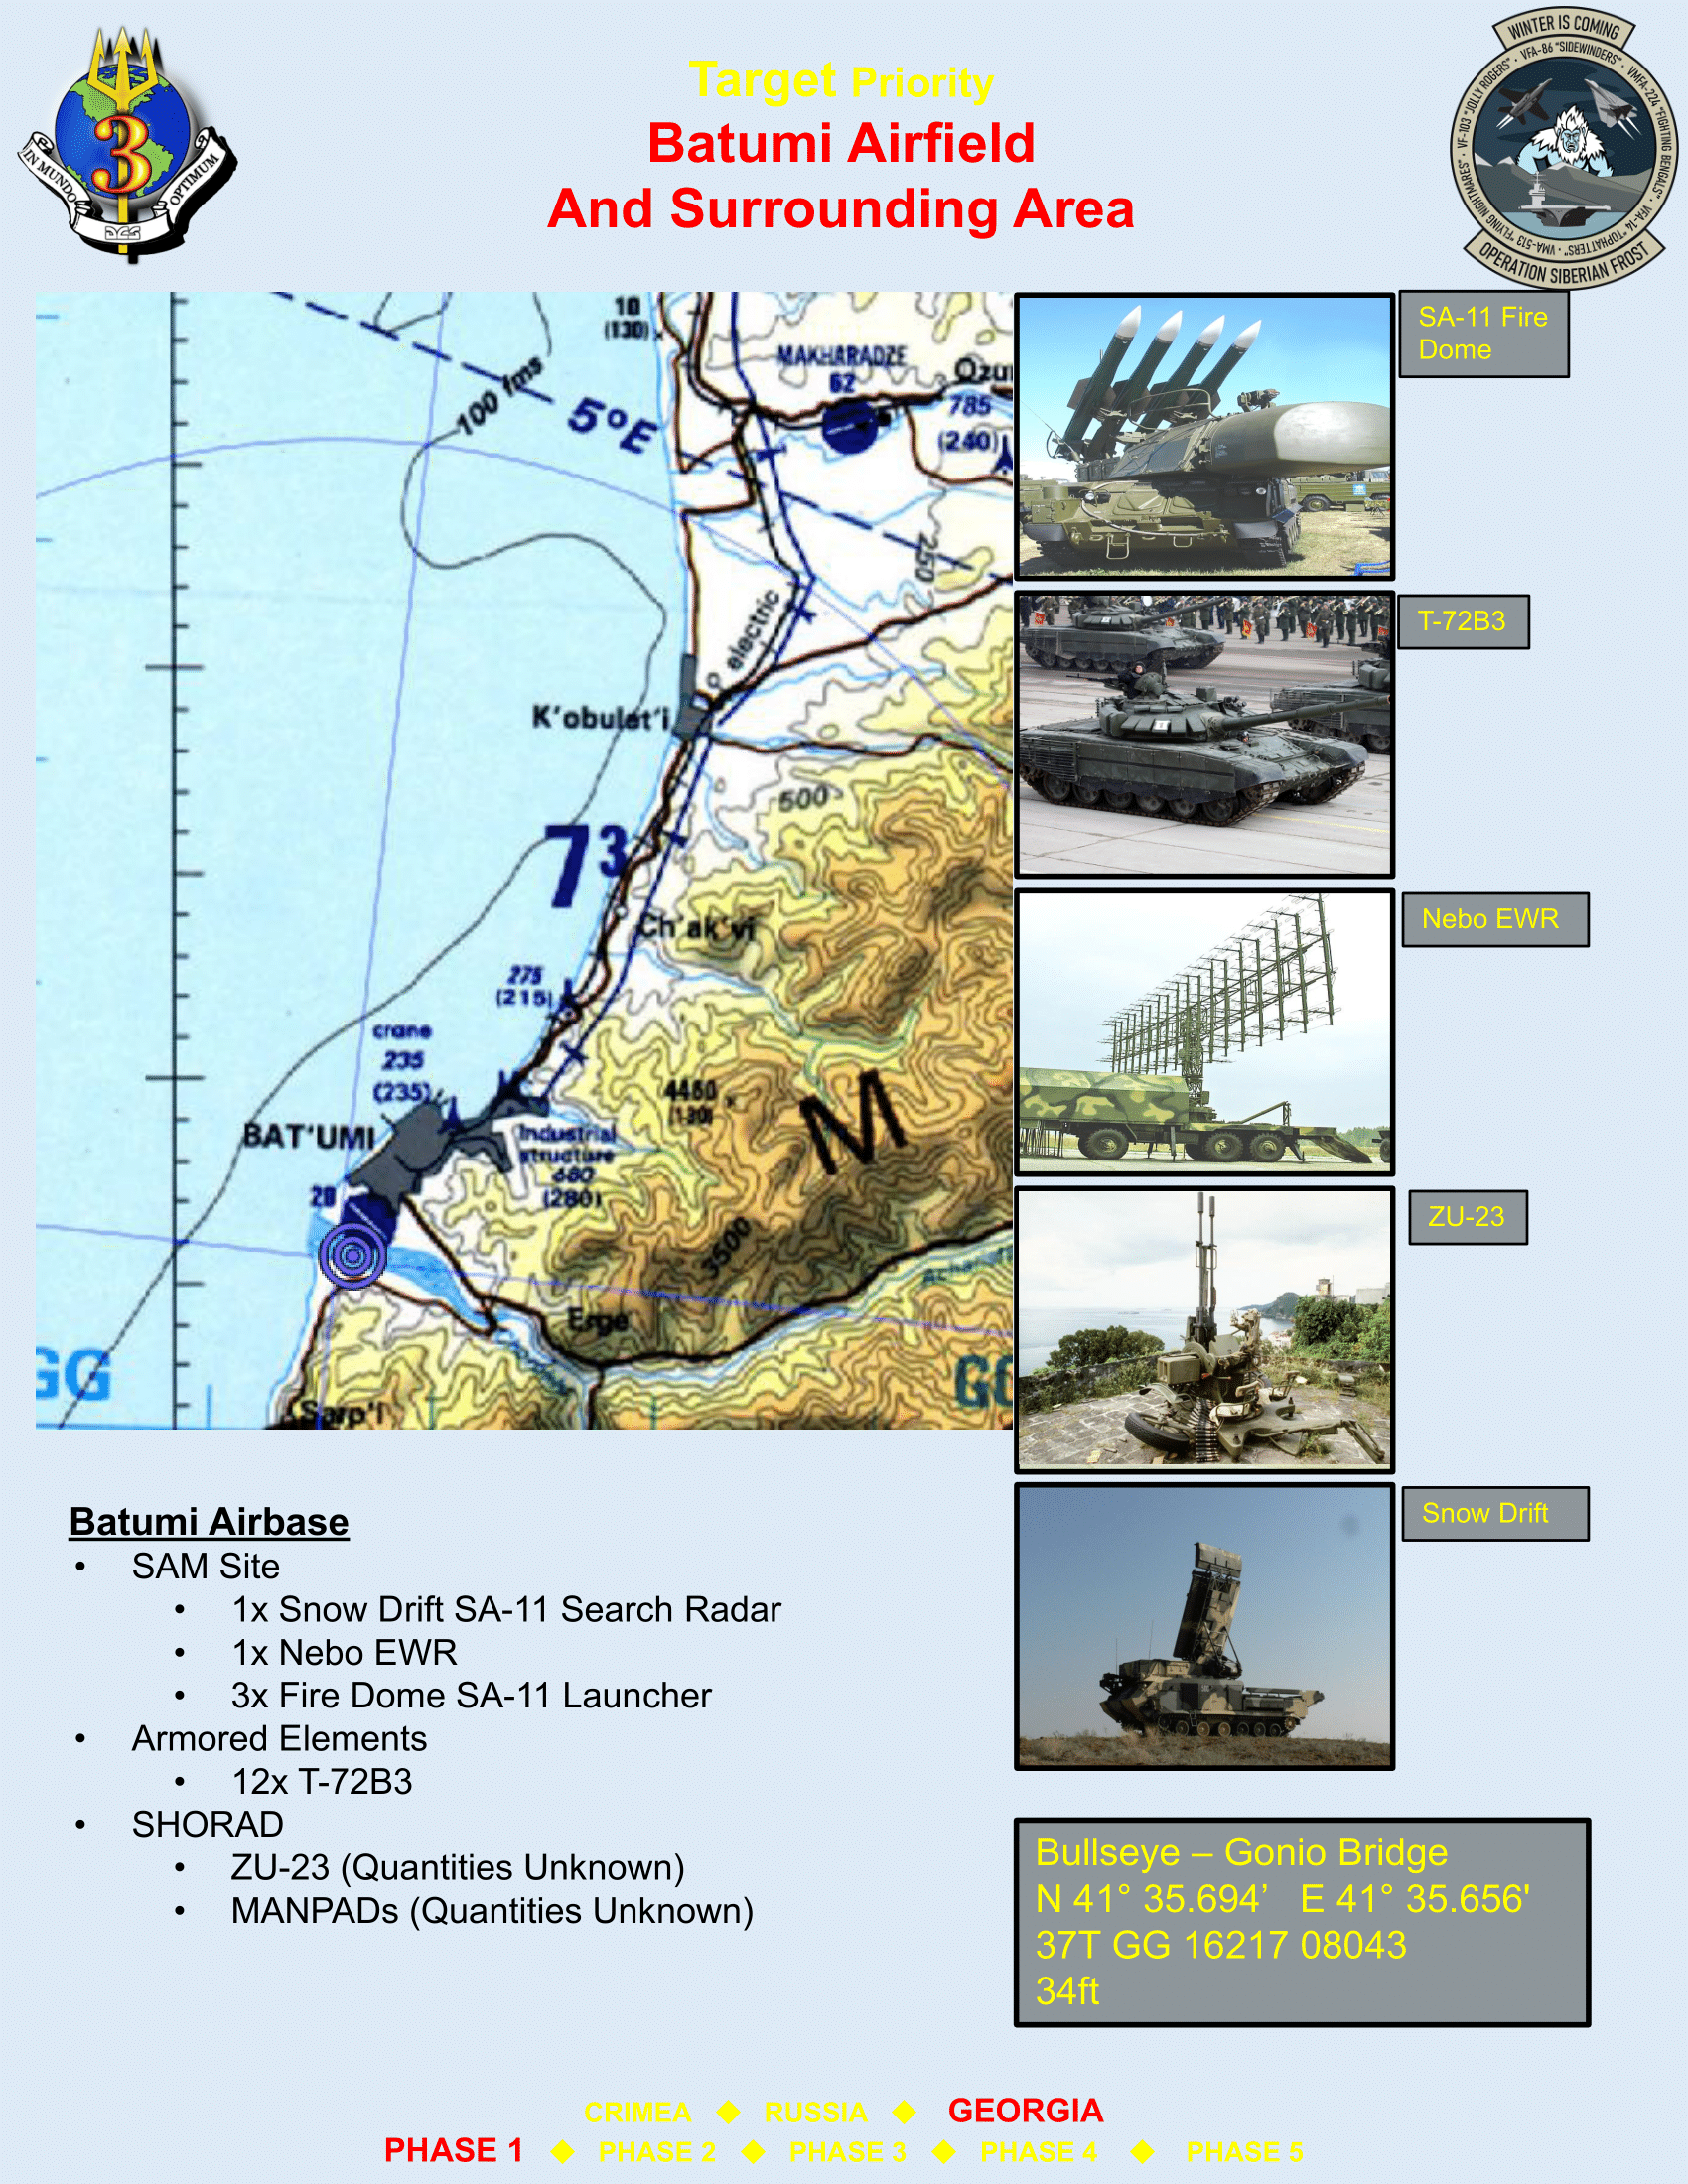 IN MUNDO
3
OPTIMUM
DCS
Target Priority
Batumi Airfield
And Surrounding Area
WINTER IS COMING
VF-103 "JOLLY ROGERS" • VFA-86 "SIDEWINDERS" • VMFA-224 "FIGHTING BENGALS" • VFA-14 "TOPHATTERS" • VMA-513 "FLYING NIGHTMARES" •
OPERATION SIBERIAN FROST
10
(130)
MAKHARADZE
62
Ozu
785
(240)
100 fms
5°E
250
electric
K'obulet'i
500
73
Ch'ak'vi
275
(215)
crane
235
(235)
4460
(130)
M
BAT'UMI
Industrial
structure
680
(280)
20
3500
Erge
GG
GG
Sarp'i
SA-11 Fire
Dome
T-72B3
Nebo EWR
ZU-23
Snow Drift
Batumi Airbase
• SAM Site
• 1x Snow Drift SA-11 Search Radar
• 1x Nebo EWR
• 3x Fire Dome SA-11 Launcher
• Armored Elements
• 12x T-72B3
• SHORAD
• ZU-23 (Quantities Unknown)
• MANPADs (Quantities Unknown)
Bullseye – Gonio Bridge
N 41° 35.694’ E 41° 35.656'
37T GG 16217 08043
34ft
CRIMEA ◆ RUSSIA ◆ GEORGIA
PHASE 1 ◆ PHASE 2 ◆ PHASE 3 ◆ PHASE 4 ◆ PHASE 5